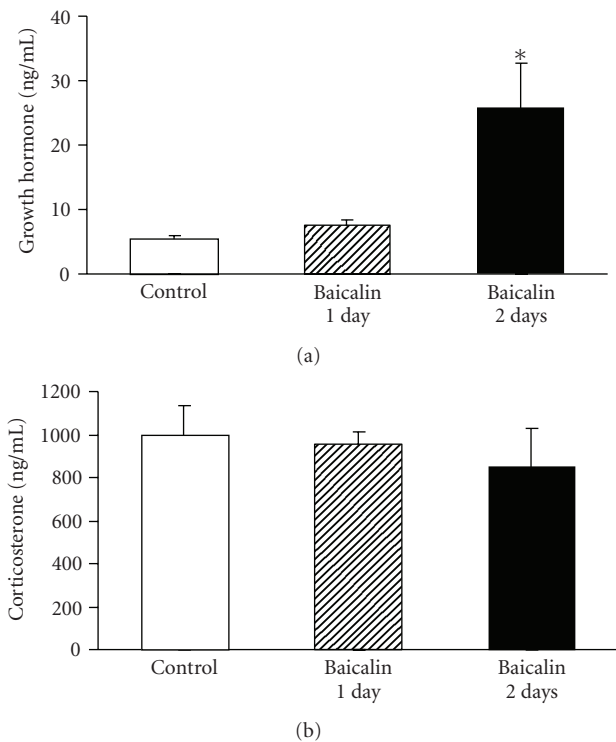 40
30
20
10
0
Growth hormone (ng/mL)
*
Control
Baicalin
1 day
Baicalin
2 days
(a)
1200
1000
800
600
400
200
0
Corticosterone (ng/mL)
Control
Baicalin
1 day
Baicalin
2 days
(b)